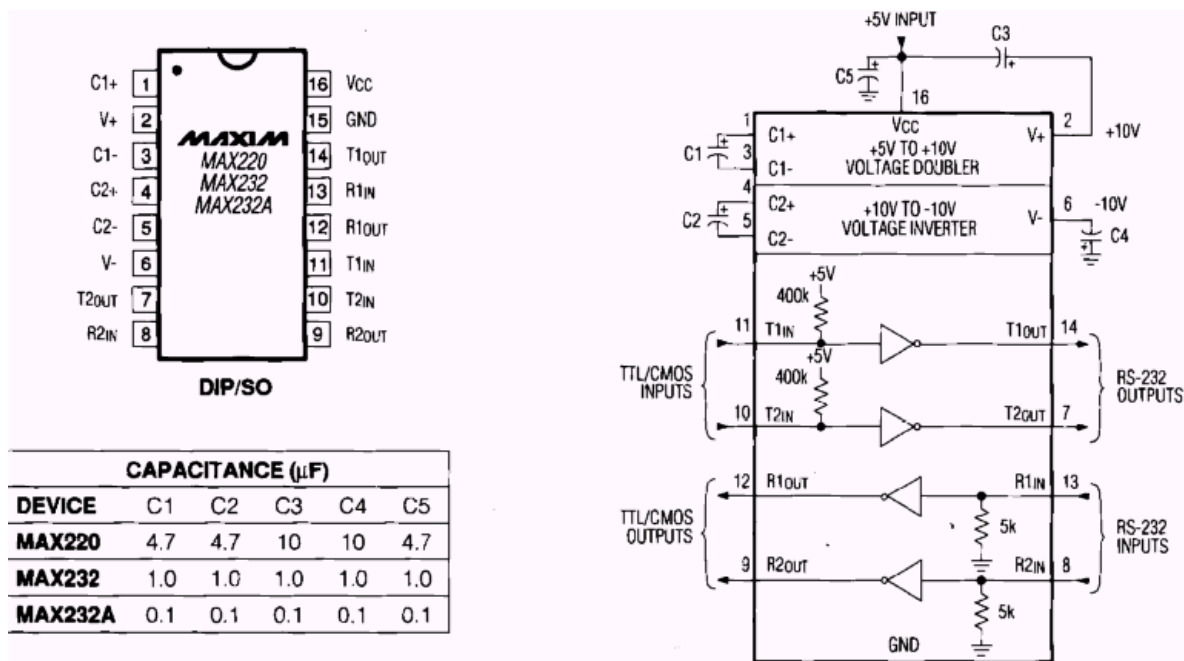 C1+ 1
V+ 2
C1- 3
C2+ 4
C2- 5
V- 6
T2OUT 7
R2IN 8
MAXIM
MAX220
MAX232
MAX232A
16 VCC
15 GND
14 T1OUT
13 R1IN
12 R1OUT
11 T1IN
10 T2IN
9 R2OUT
DIP/SO
CAPACITANCE (μF)
DEVICE C1 C2 C3 C4 C5
MAX220 4.7 4.7 10 10 4.7
MAX232 1.0 1.0 1.0 1.0 1.0
MAX232A 0.1 0.1 0.1 0.1 0.1
+5V INPUT
C3
+
C5 +
+
16
1
VCC
2
C1+
+5V TO +10V
V+
+10V
C1 +
3
C1-
VOLTAGE DOUBLER
4
C2+
+10V TO -10V
6
-10V
C2 +
5
V-
C2-
VOLTAGE INVERTER
+ C4
+5V
400k
11 T1IN
T1OUT 14
+5V
TTL/CMOS
INPUTS
400k
RS-232
OUTPUTS
10 T2IN
T2OUT 7
12 R1OUT
R1IN 13
TTL/CMOS
OUTPUTS
5k
RS-232
INPUTS
9 R2OUT
R2IN 8
5k
GND